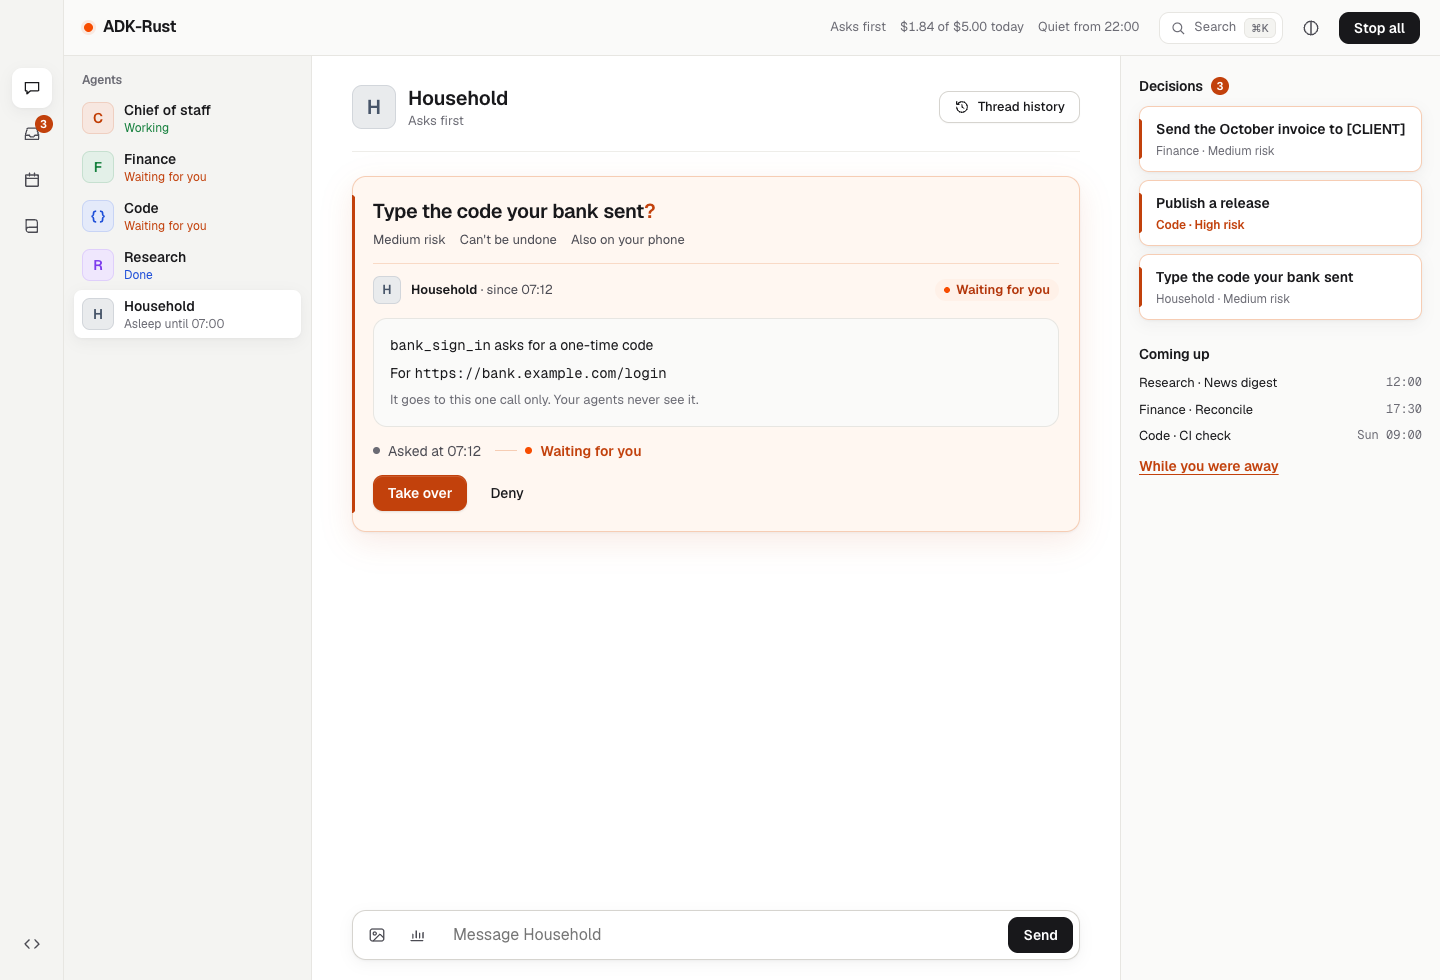 ADK-Rust
Asks first $1.84 of $5.00 today Quiet from 22:00
Search ⌘K
Stop all
3
Agents
C
Chief of staff
Working
F
Finance
Waiting for you
{}
Code
Waiting for you
R
Research
Done
H
Household
Asleep until 07:00
H
Household
Asks first
Thread history
Type the code your bank sent?
Medium risk Can't be undone Also on your phone
H
Household · since 07:12
Waiting for you
bank_sign_in asks for a one-time code
For https://bank.example.com/login
It goes to this one call only. Your agents never see it.
Asked at 07:12 Waiting for you
Take over Deny
Message Household
Send
Decisions 3
Send the October invoice to [CLIENT]
Finance · Medium risk
Publish a release
Code · High risk
Type the code your bank sent
Household · Medium risk
Coming up
Research · News digest 12:00
Finance · Reconcile 17:30
Code · CI check Sun 09:00
While you were away